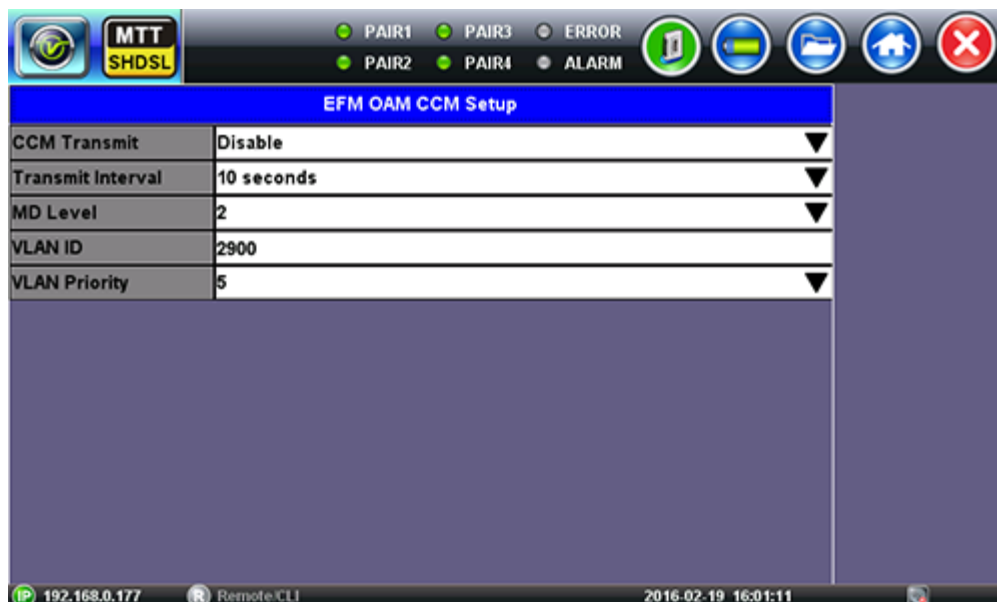 MTT
SHDSL
PAIR1 PAIR3 ERROR
PAIR2 PAIR4 ALARM
EFM OAM CCM Setup
CCM Transmit Disable
Transmit Interval 10 seconds
MD Level 2
VLAN ID 2900
VLAN Priority 5
IP 192.168.0.177 R Remote/CLI 2016-02-19 16:01:11